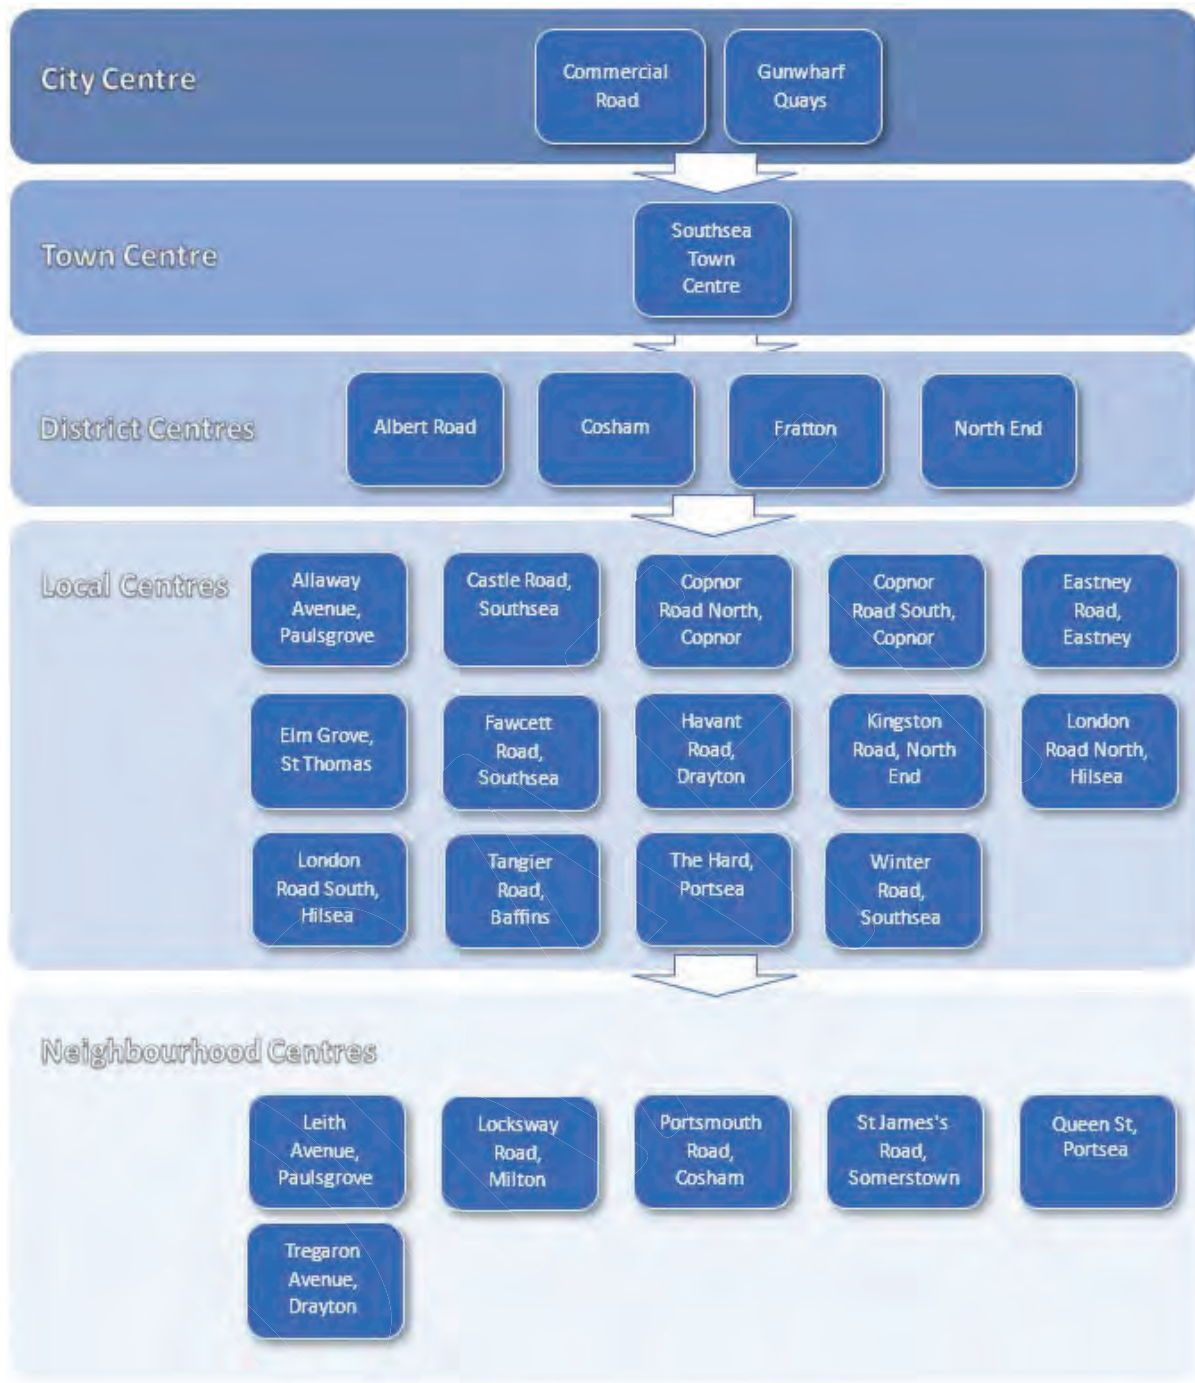 City Centre
Commercial
Road
Gunwharf
Quays
Town Centre
Southsea
Town
Centre
District Centres
Albert Road
Cosham
Fratton
North End
Local Centres
Allaway
Avenue,
Paulsgrove
Castle Road,
Southsea
Copnor
Road North,
Copnor
Copnor
Road South,
Copnor
Eastney
Road,
Eastney
Elm Grove,
St Thomas
Fawcett
Road,
Southsea
Havant
Road,
Drayton
Kingston
Road, North
End
London
Road North,
Hilsea
London
Road South,
Hilsea
Tangier
Road,
Baffins
The Hard,
Portsea
Winter
Road,
Southsea
Neighbourhood Centres
Leith
Avenue,
Paulsgrove
Locksway
Road,
Milton
Portsmouth
Road,
Cosham
St James's
Road,
Somerstown
Queen St,
Portsea
Tregaron
Avenue,
Drayton